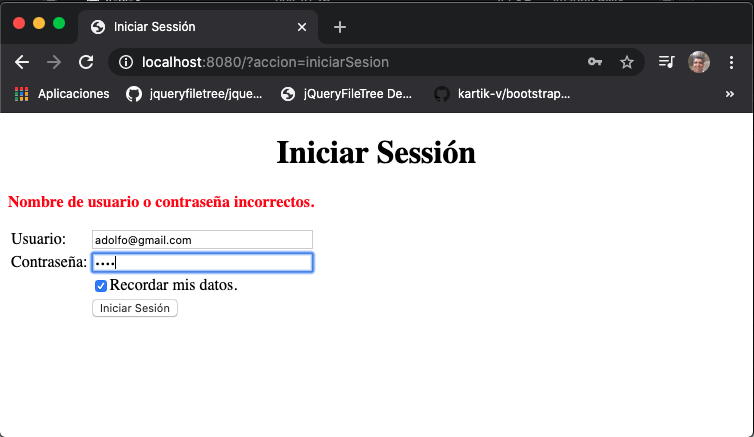 Iniciar Sessión
localhost:8080/?accion=iniciarSesion
Aplicaciones jqueryfiletree/jque... jQueryFileTree De... kartik-v/bootstrap... »
Iniciar Sessión
Nombre de usuario o contraseña incorrectos.
Usuario: adolfo@gmail.com
Contraseña: ••••
Recordar mis datos.
Iniciar Sesión